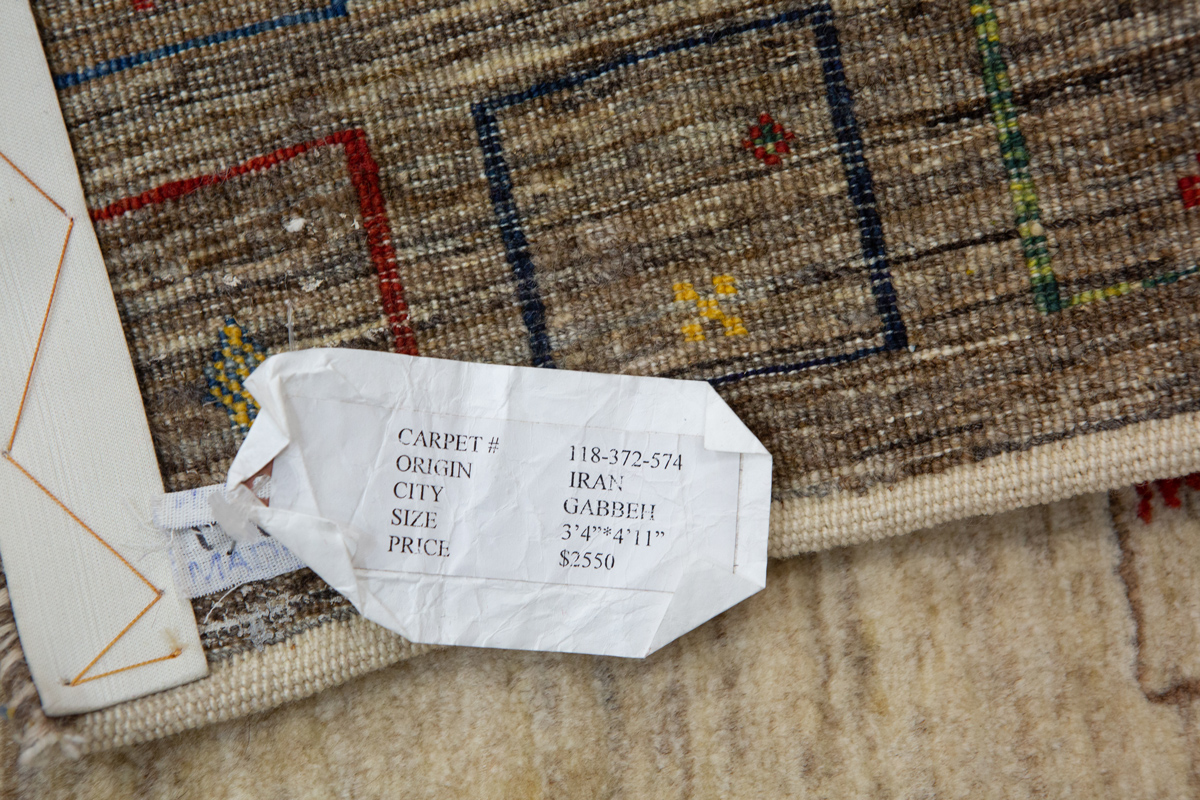 CARPET # 118-372-574
ORIGIN IRAN
CITY GABBEH
SIZE 3'4”*4'11”
PRICE $2550